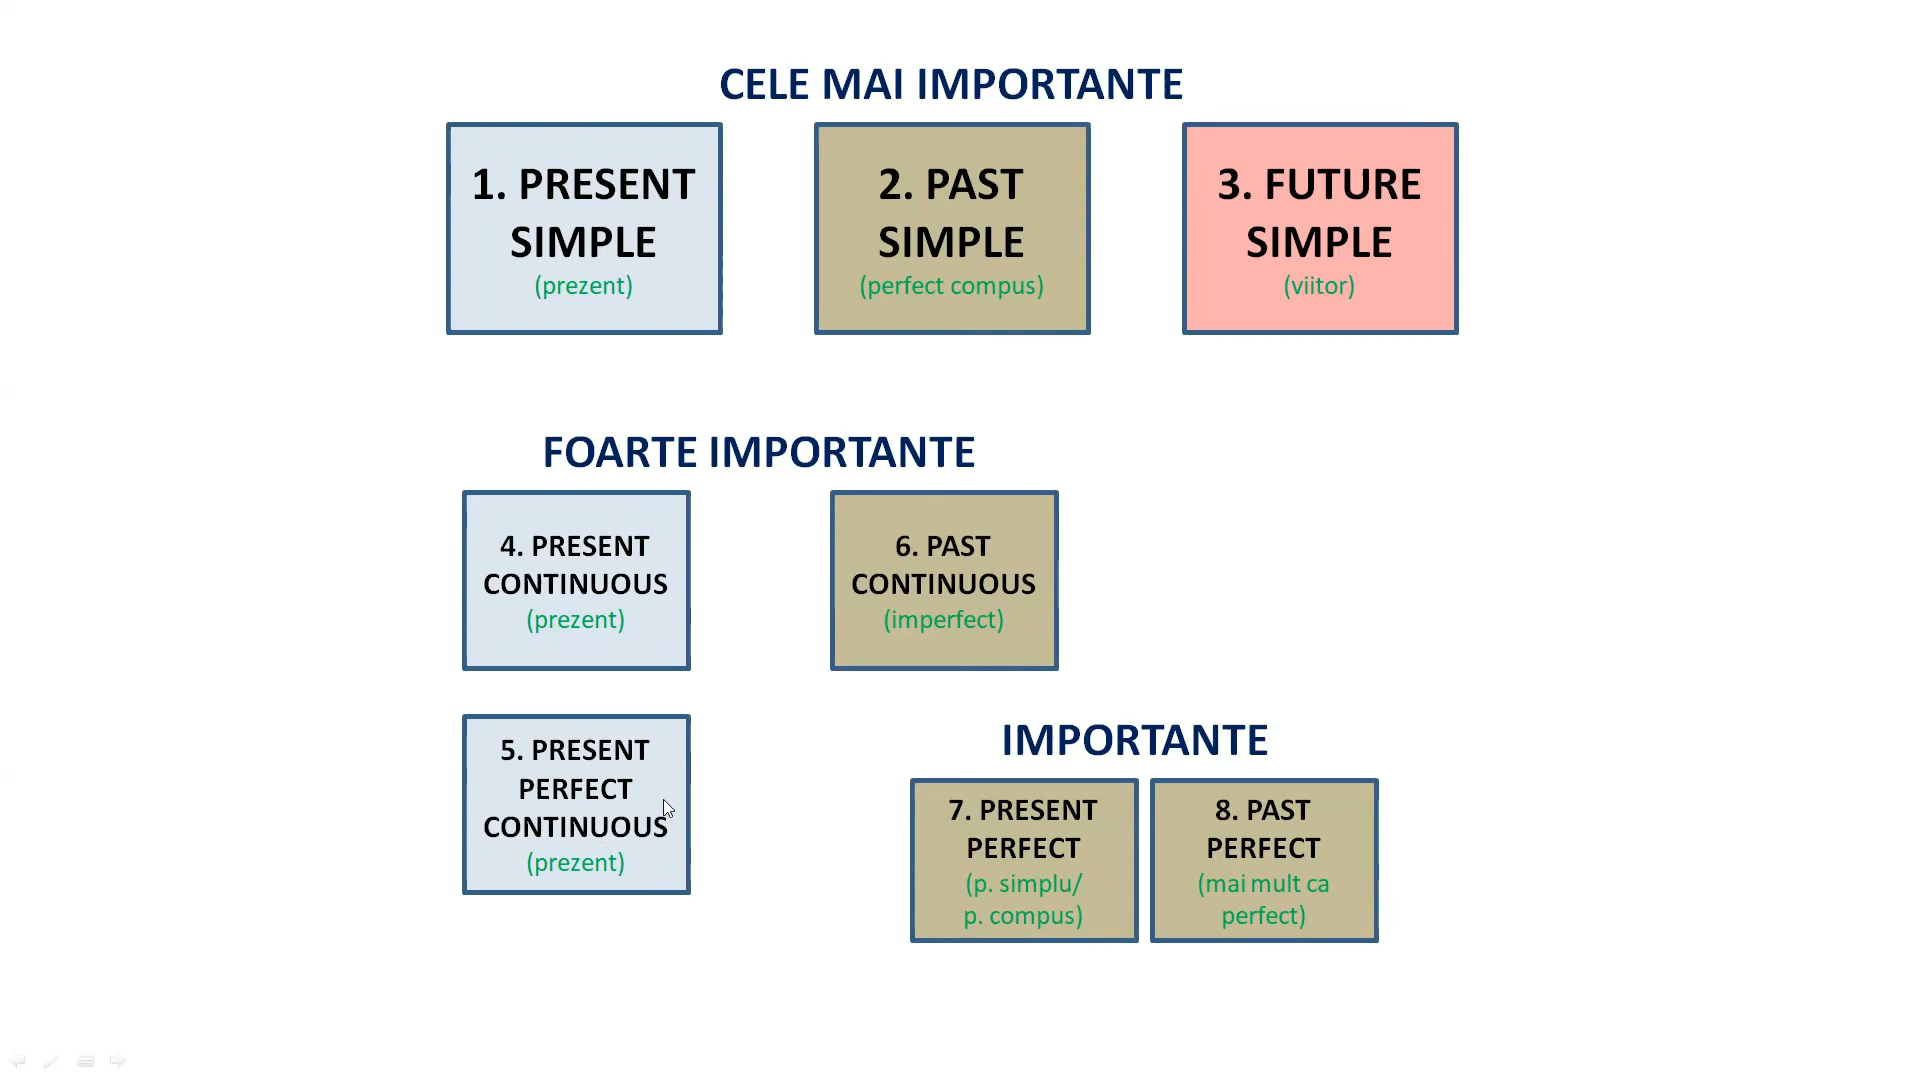 CELE MAI IMPORTANTE
1. PRESENT
SIMPLE
(prezent)
2. PAST
SIMPLE
(perfect compus)
3. FUTURE
SIMPLE
(viitor)
FOARTE IMPORTANTE
4. PRESENT
CONTINUOUS
(prezent)
6. PAST
CONTINUOUS
(imperfect)
5. PRESENT
PERFECT
CONTINUOUS
(prezent)
IMPORTANTE
7. PRESENT
PERFECT
(p. simplu/
p. compus)
8. PAST
PERFECT
(mai mult ca
perfect)